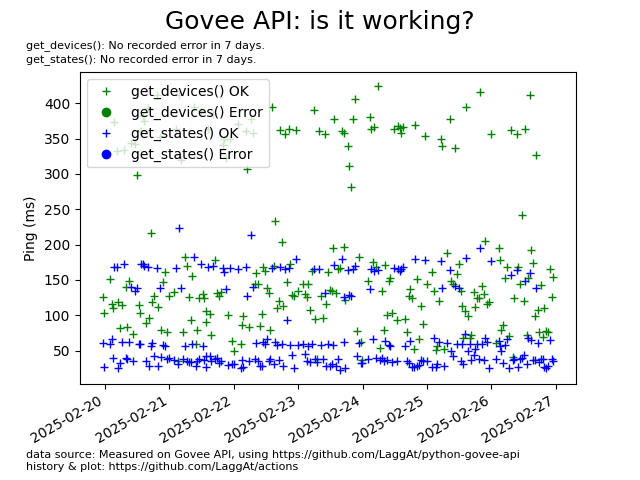 Govee API: is it working?
get_devices(): No recorded error in 7 days.
get_states(): No recorded error in 7 days.
get_devices() OK
get_devices() Error
get_states() OK
get_states() Error
Ping (ms)
400
350
300
250
200
150
100
50
2025-02-20
2025-02-21
2025-02-22
2025-02-23
2025-02-24
2025-02-25
2025-02-26
2025-02-27
data source: Measured on Govee API, using https://github.com/LaggAt/python-govee-api
history & plot: https://github.com/LaggAt/actions